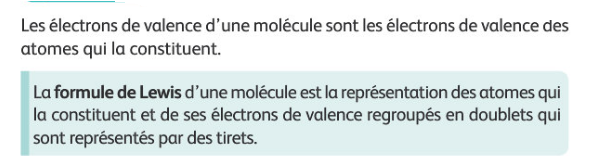 Les électrons de valence d'une molécule sont les électrons de valence des
atomes qui la constituent.
La formule de Lewis d'une molécule est la représentation des atomes qui
la constituent et de ses électrons de valence regroupés en doublets qui
sont représentés par des tirets.